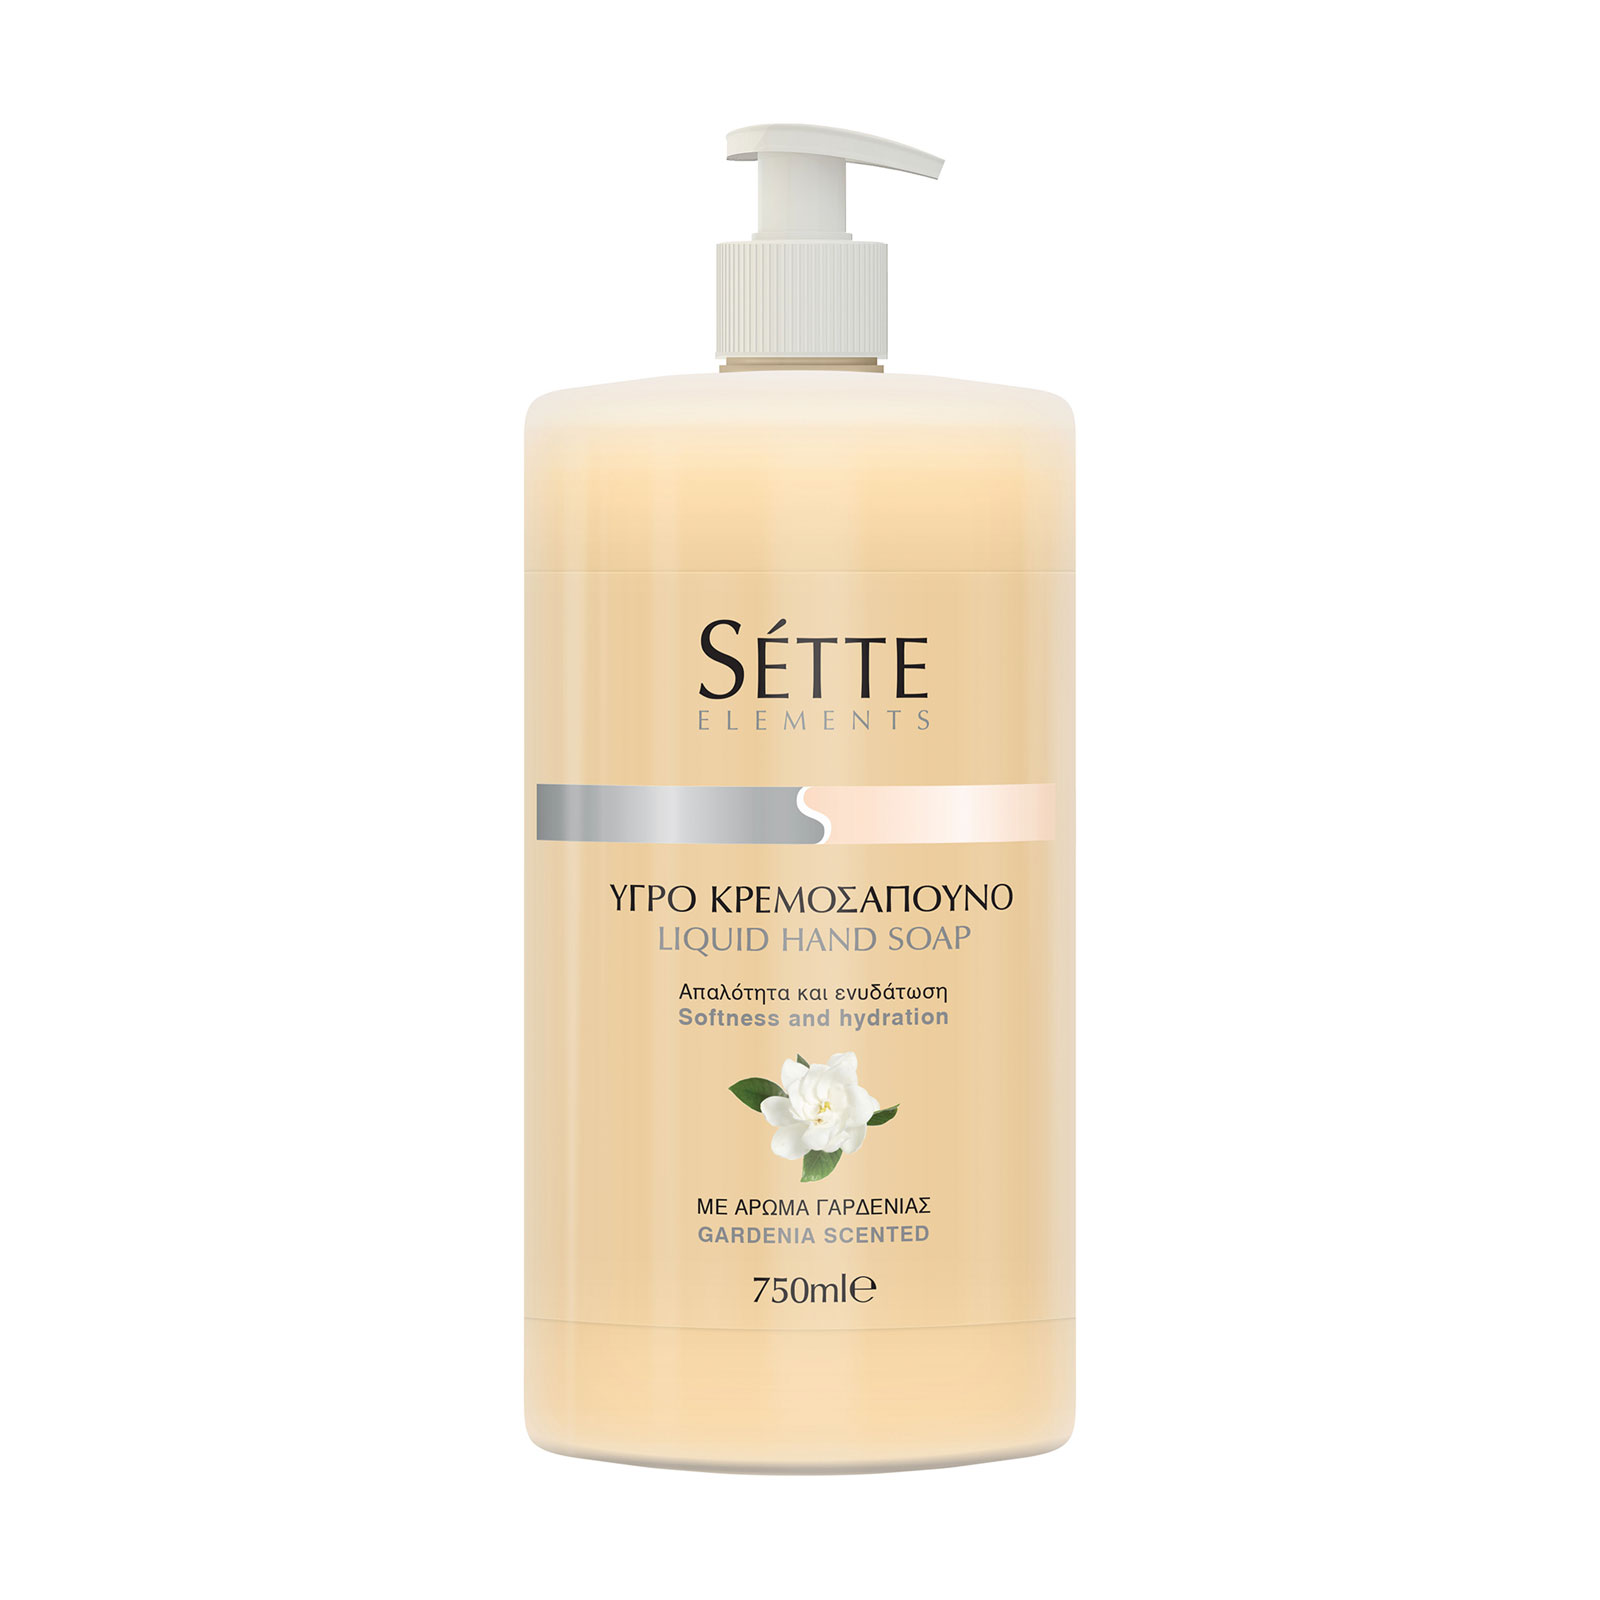 SÉTTE
ELEMENTS
ΥΓΡΟ ΚΡΕΜΟΣΑΠΟΥΝΟ
LIQUID HAND SOAP
Απαλότητα και ενυδάτωση
Softness and hydration
ΜΕ ΑΡΩΜΑ ΓΑΡΔΕΝΙΑΣ
GARDENIA SCENTED
750ml℮